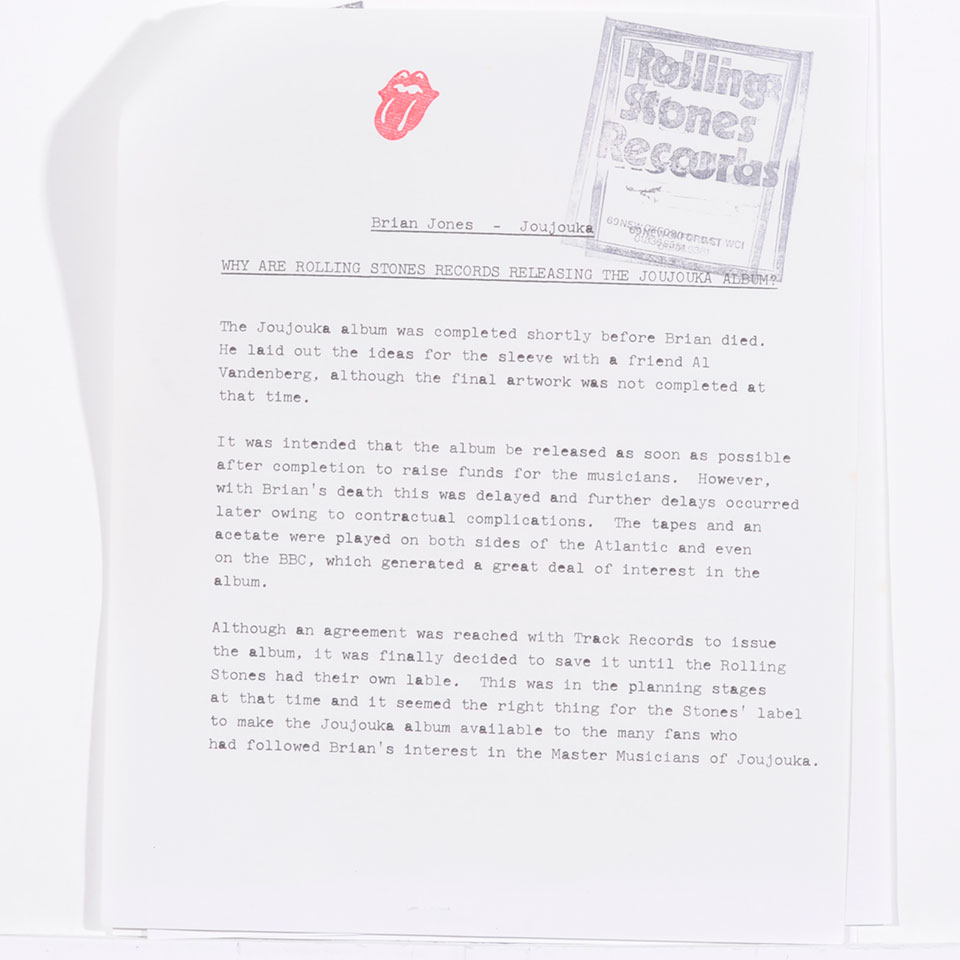 Rolling
Stones
Records
Brian Jones - Joujouka
WHY ARE ROLLING STONES RECORDS RELEASING THE JOUJOUKA ALBUM?
The Joujouka album was completed shortly before Brian died.
He laid out the ideas for the sleeve with a friend Al
Vandenberg, although the final artwork was not completed at
that time.
It was intended that the album be released as soon as possible
after completion to raise funds for the musicians. However,
with Brian's death this was delayed and further delays occurred
later owing to contractual complications. The tapes and an
acetate were played on both sides of the Atlantic and even
on the BBC, which generated a great deal of interest in the
album.
Although an agreement was reached with Track Records to issue
the album, it was finally decided to save it until the Rolling
Stones had their own lable. This was in the planning stages
at that time and it seemed the right thing for the Stones' label
to make the Joujouka album available to the many fans who
had followed Brian's interest in the Master Musicians of Joujouka.